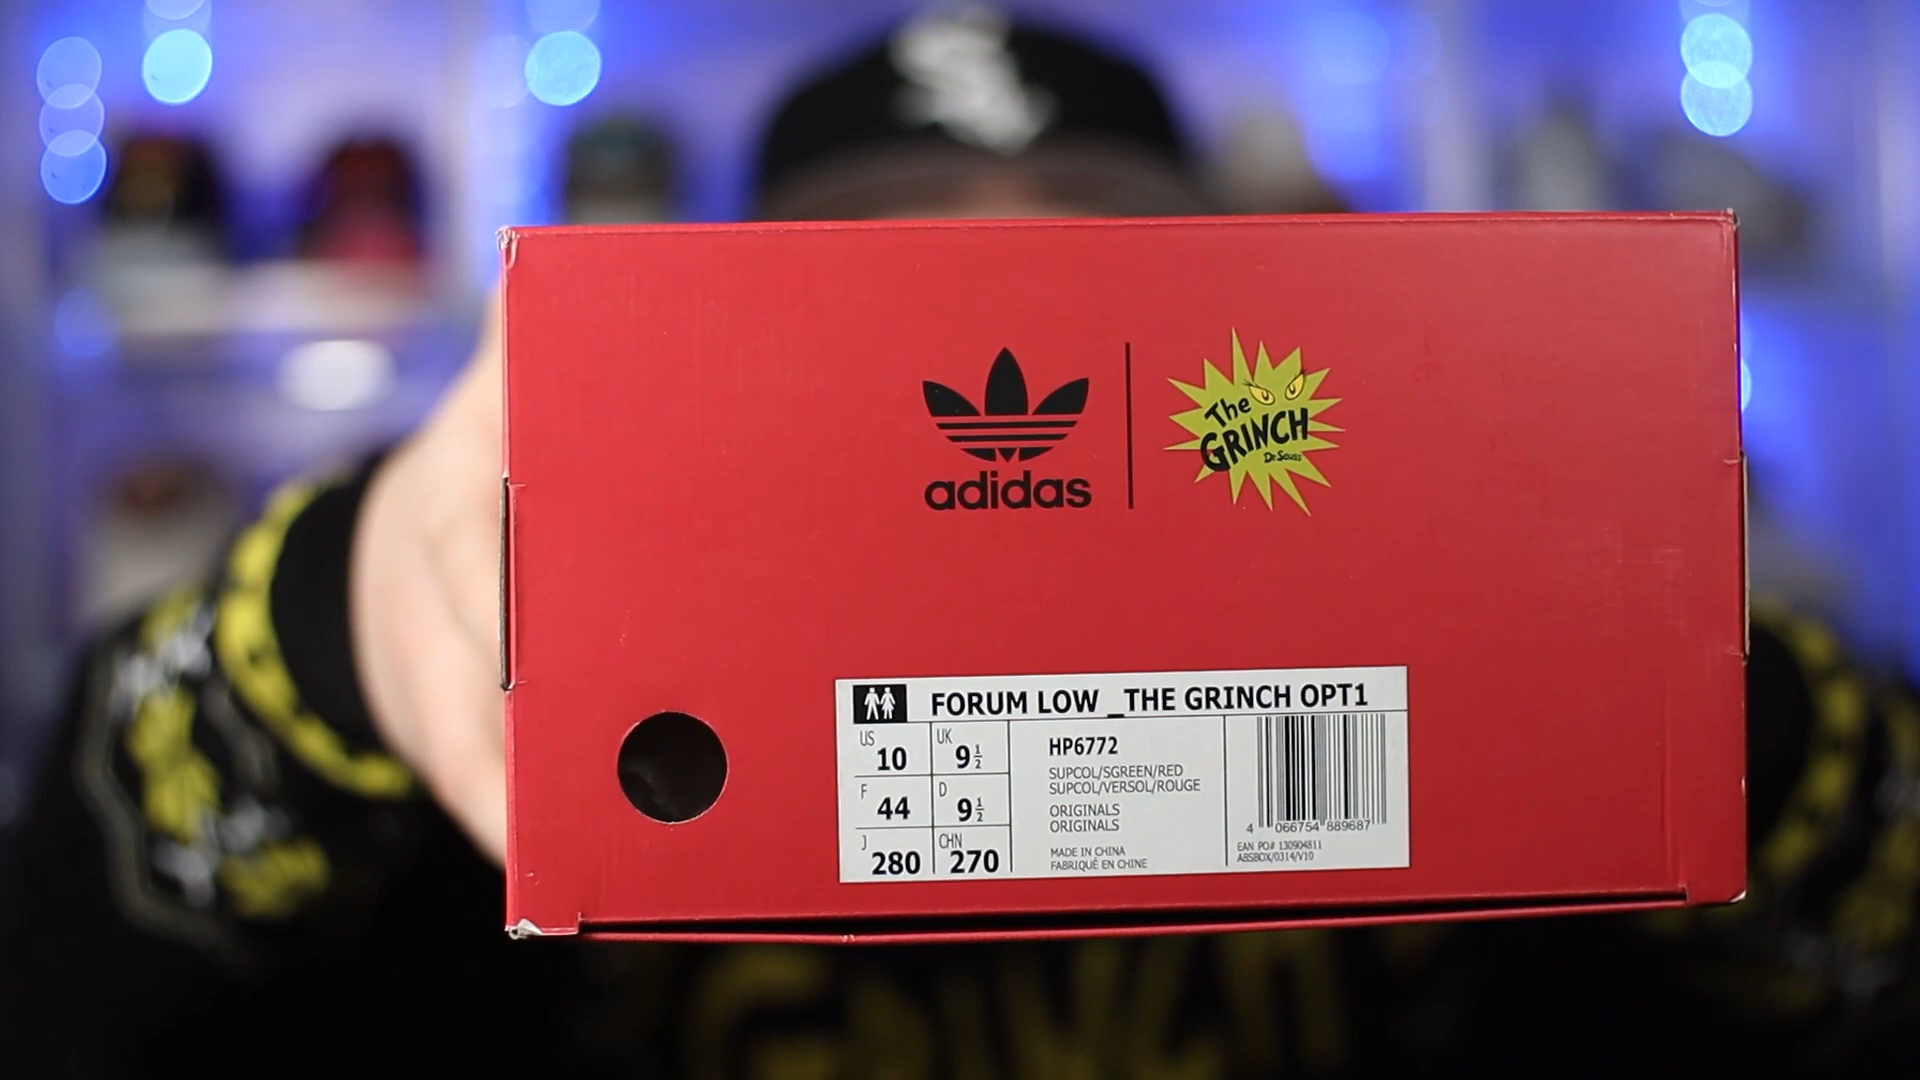 adidas
The
GRINCH
Dr. Seuss
FORUM LOW _THE GRINCH OPT1
US 10 UK 9 1/2
F 44 D 9 1/2
J 280 CHN 270
HP6772
SUPCOL/SGREEN/RED
SUPCOL/VERSOL/ROUGE
ORIGINALS
ORIGINALS
MADE IN CHINA
FABRIQUÉ EN CHINE
4 066754 889687
EAN PO# 130904811
ABSBOX/0314/V10
GRINCH